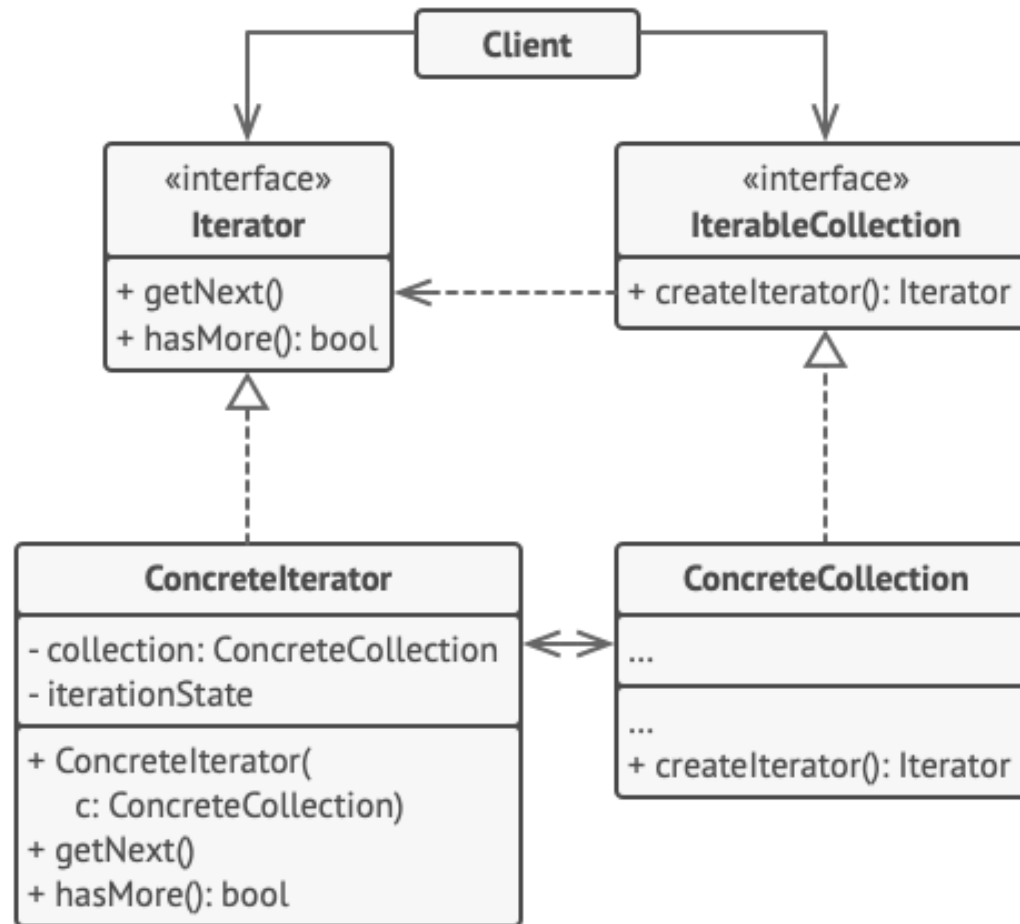 Client
«interface»
Iterator
+ getNext()
+ hasMore(): bool
«interface»
IterableCollection
+ createIterator(): Iterator
ConcreteIterator
- collection: ConcreteCollection
- iterationState
+ ConcreteIterator(
c: ConcreteCollection)
+ getNext()
+ hasMore(): bool
ConcreteCollection
...
...
+ createIterator(): Iterator